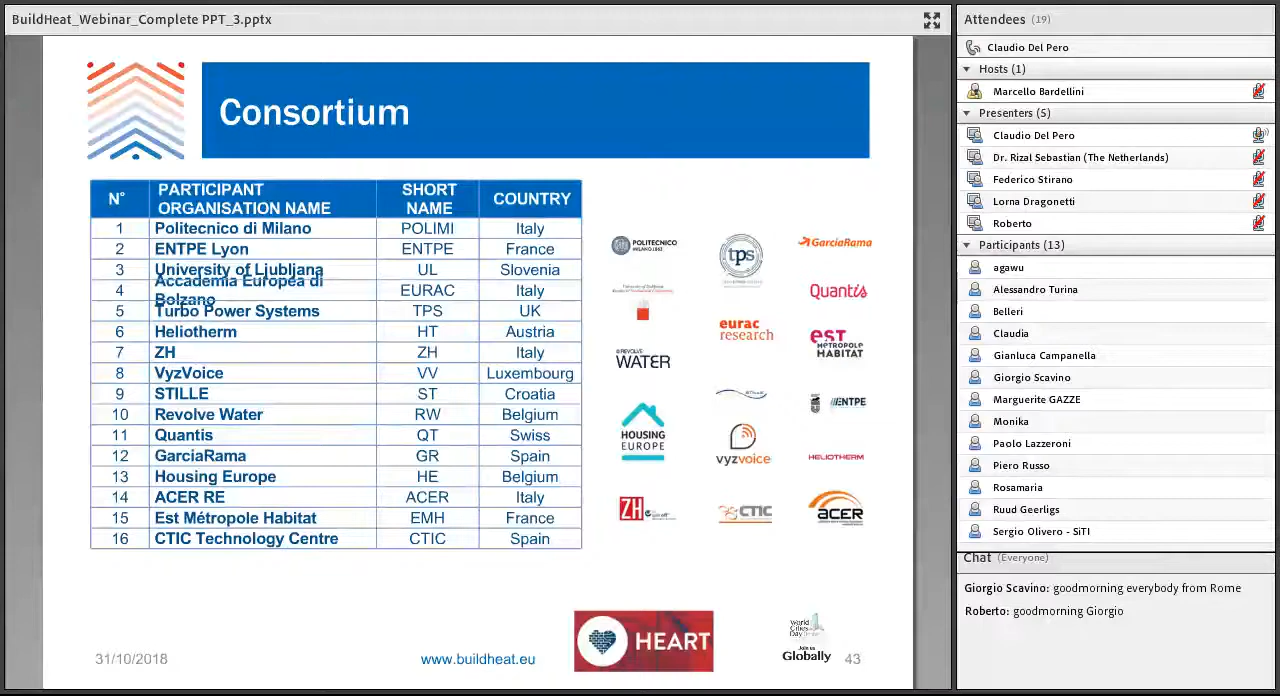 BuildHeat_Webinar_Complete PPT_3.pptx
Consortium
N° PARTICIPANT ORGANISATION NAME SHORT NAME COUNTRY
1 Politecnico di Milano POLIMI Italy
2 ENTPE Lyon ENTPE France
3 University of Ljubljana UL Slovenia
4 Accademia Europea di Bolzano EURAC Italy
5 Turbo Power Systems TPS UK
6 Heliotherm HT Austria
7 ZH ZH Italy
8 VyzVoice VV Luxembourg
9 STILLE ST Croatia
10 Revolve Water RW Belgium
11 Quantis QT Swiss
12 GarciaRama GR Spain
13 Housing Europe HE Belgium
14 ACER RE ACER Italy
15 Est Métropole Habitat EMH France
16 CTIC Technology Centre CTIC Spain
POLITECNICO
MILANO 1863
tps
GarciaRama
Quantis
eurac
research
est
MÉTROPOLE
HABITAT
REVOLVE
WATER
HOUSING
EUROPE
vyzvoice
ENTPE
HELIOTHERM
ZH
CTIC
acer
31/10/2018
www.buildheat.eu
HEART
World
Cities
Day
Join us
Globally
43
Attendees (19)
Claudio Del Pero
Hosts (1)
Marcello Bardellini
Presenters (5)
Claudio Del Pero
Dr. Rizal Sebastian (The Netherlands)
Federico Stirano
Lorna Dragonetti
Roberto
Participants (13)
agawu
Alessandro Turina
Belleri
Claudia
Gianluca Campanella
Giorgio Scavino
Marguerite GAZZE
Monika
Paolo Lazzeroni
Piero Russo
Rosamaria
Ruud Geerligs
Sergio Olivero - SiTI
Chat (Everyone)
Giorgio Scavino: goodmorning everybody from Rome
Roberto: goodmorning Giorgio